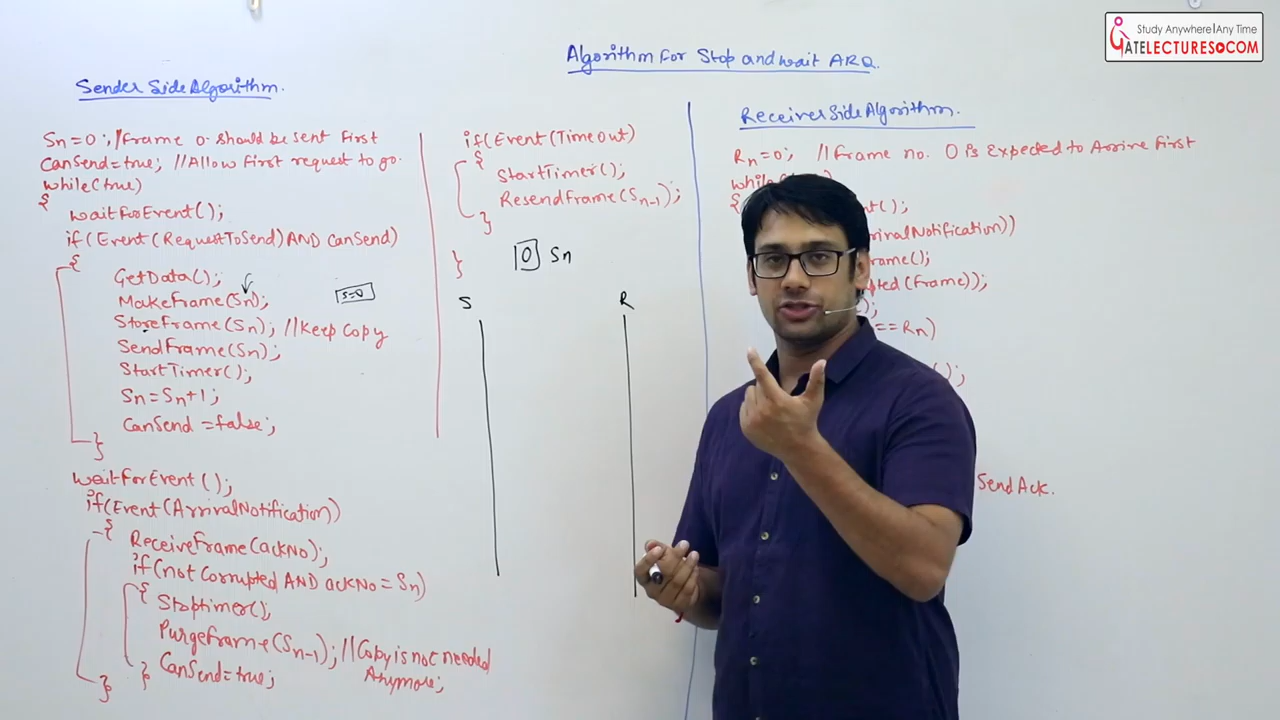 Study Anywhere|Any Time
GATELECTURES.COM
Algorithm For Stop and wait ARQ.
Sender Side Algorithm.
Sn=0; //Frame 0 should be sent first
CanSend=true; //Allow first request to go.
while(true)
{
waitForEvent();
if(Event(RequestToSend)AND CanSend)
{
GetData();
MakeFrame(Sn);
StoreFrame(Sn); //Keep Copy
SendFrame(Sn);
StartTimer();
Sn=Sn+1;
CanSend=false;
}
S=0
waitForEvent();
if(Event(ArrivalNotification)
{
ReceiveFrame(ackNo);
if(not Corrupted AND ackNo=Sn)
{
Stoptimer();
PurgeFrame(Sn-1); //Copy is not needed
Anymore;
CanSend=true;
}
}
if(Event(TimeOut)
{
StartTimer();
ResendFrame(Sn-1);
}
}
0 Sn
S R
Receiver Side Algorithm.
Rn=0; //Frame no. 0 is Expected to Arrive First
{
();
Notification))
();
(Frame));
);
==Rn)
();
SendAck.